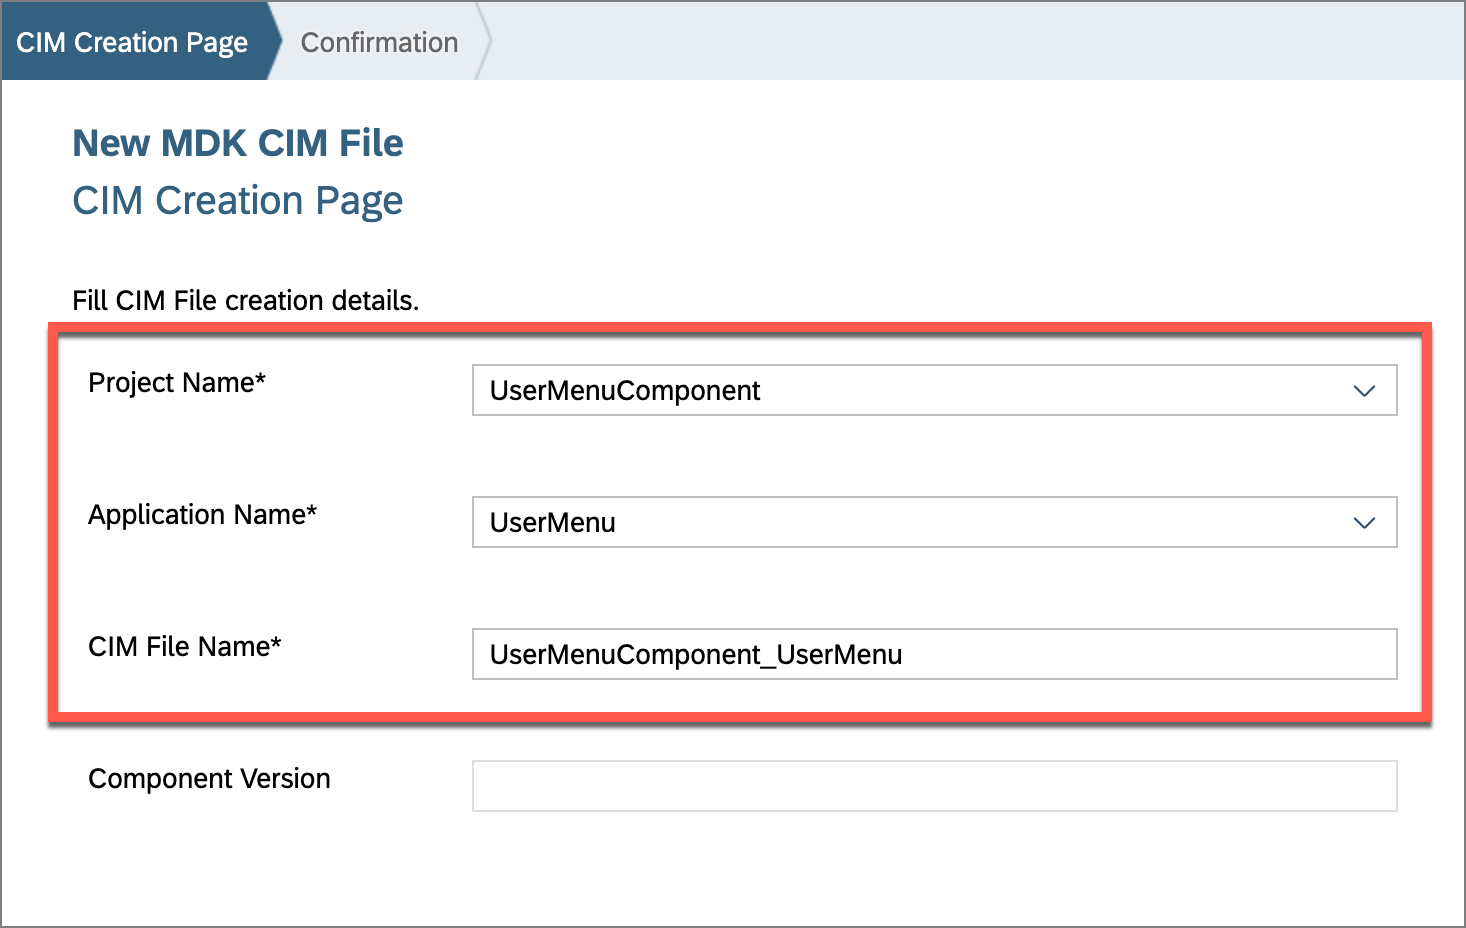 CIM Creation Page
Confirmation
New MDK CIM File
CIM Creation Page
Fill CIM File creation details.
Project Name*
UserMenuComponent
Application Name*
UserMenu
CIM File Name*
UserMenuComponent_UserMenu
Component Version